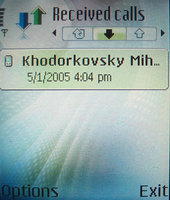 Received calls
Khodorkovsky Mih...
5/1/2005 4:04 pm
Options Exit